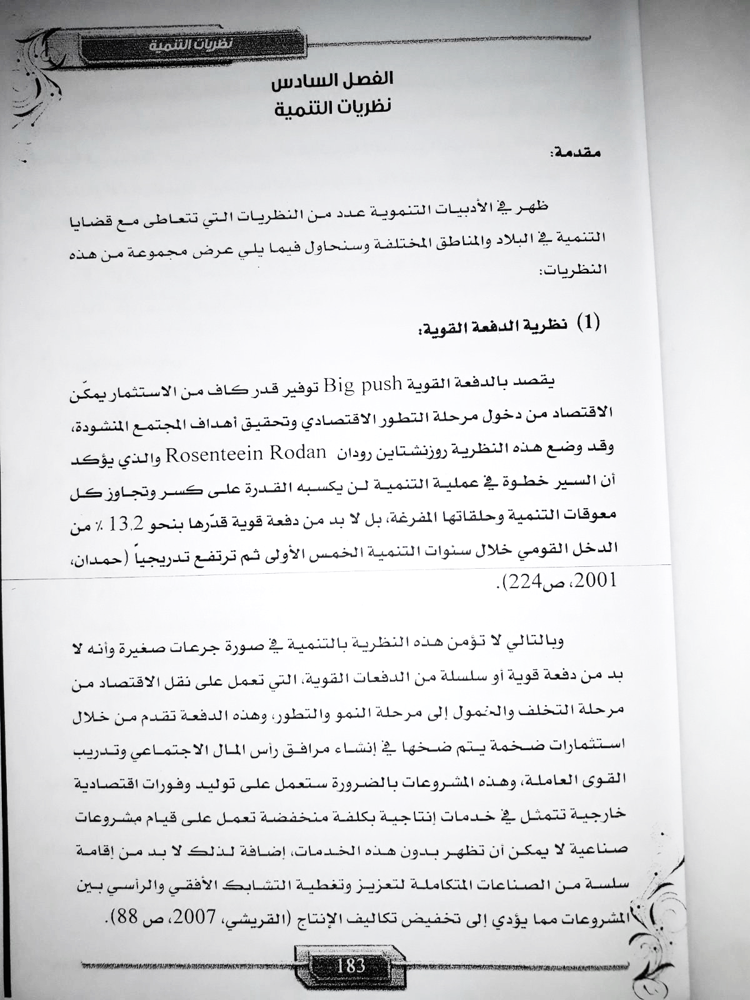 نظريات التنمية
الفصل السادس
نظريات التنمية
مقدمة:
ظهر في الأدبيات التنموية عدد من النظريات التي تتعاطى مع قضايا
التنمية في البلاد والمناطق المختلفة وسنحاول فيما يلي عرض مجموعة من هذه
النظريات:
(1) نظرية الدفعة القوية:
يقصد بالدفعة القوية Big push توفير قدر كاف من الاستثمار يمكّن
الاقتصاد من دخول مرحلة التطور الاقتصادي وتحقيق أهداف المجتمع المنشودة،
وقد وضع هذه النظرية روزنشتاين رودان Rosenteein Rodan والذي يؤكد
أن السير خطوة في عملية التنمية لن يكسبه القدرة على كسر وتجاوز كل
معوقات التنمية وحلقاتها المفرغة، بل لا بد من دفعة قوية قدّرها بنحو 13,2 ٪ من
الدخل القومي خلال سنوات التنمية الخمس الأولى ثم ترتفع تدريجياً (حمدان،
2001، ص224).
وبالتالي لا تؤمن هذه النظرية بالتنمية في صورة جرعات صغيرة وأنه لا
بد من دفعة قوية أو سلسلة من الدفعات القوية، التي تعمل على نقل الاقتصاد من
مرحلة التخلف والخمول إلى مرحلة النمو والتطور، وهذه الدفعة تقدم من خلال
استثمارات ضخمة يتم ضخها في إنشاء مرافق رأس المال الاجتماعي وتدريب
القوى العاملة، وهذه المشروعات بالضرورة ستعمل على توليد وفورات اقتصادية
خارجية تتمثل في خدمات إنتاجية بكلفة منخفضة تعمل على قيام مشروعات
صناعية لا يمكن أن تظهر بدون هذه الخدمات، إضافة لذلك لا بد من إقامة
سلسة من الصناعات المتكاملة لتعزيز وتغطية التشابك الأفقي والرأسي بين
المشروعات مما يؤدي إلى تخفيض تكاليف الإنتاج (القريشي، 2007، ص 88).
183